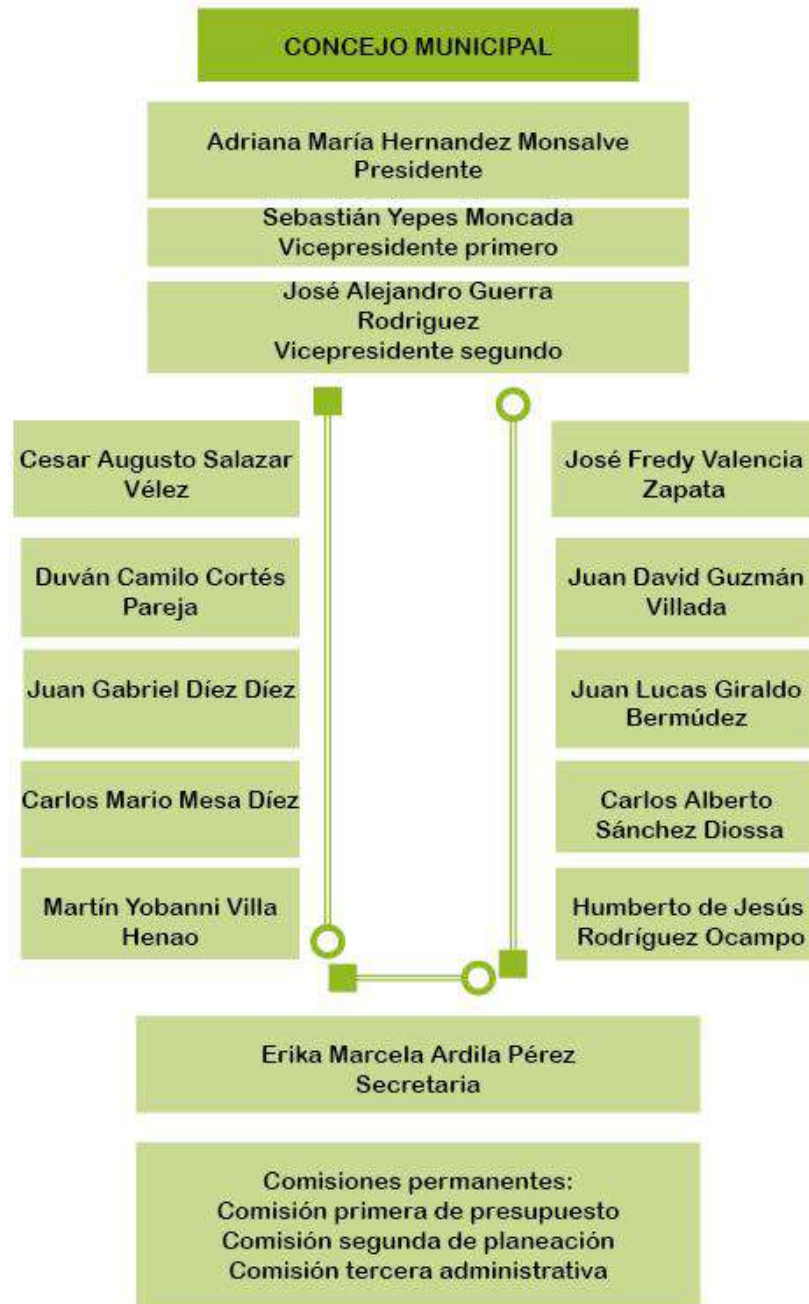 CONCEJO MUNICIPAL
Adriana María Hernandez Monsalve
Presidente
Sebastián Yepes Moncada
Vicepresidente primero
José Alejandro Guerra
Rodriguez
Vicepresidente segundo
Cesar Augusto Salazar
Vélez
Duván Camilo Cortés
Pareja
Juan Gabriel Díez Díez
Carlos Mario Mesa Díez
Martín Yobanni Villa
Henao
José Fredy Valencia
Zapata
Juan David Guzmán
Villada
Juan Lucas Giraldo
Bermúdez
Carlos Alberto
Sánchez Diossa
Humberto de Jesús
Rodríguez Ocampo
Erika Marcela Ardila Pérez
Secretaria
Comisiones permanentes:
Comisión primera de presupuesto
Comisión segunda de planeación
Comisión tercera administrativa